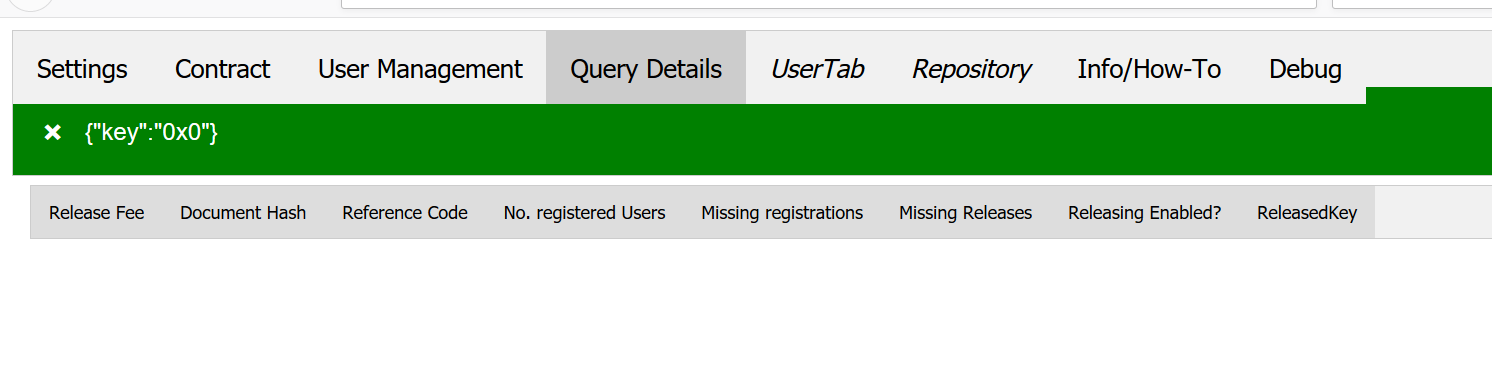 Settings Contract User Management Query Details UserTab Repository Info/How-To Debug
✖ {"key":"0x0"}
Release Fee Document Hash Reference Code No. registered Users Missing registrations Missing Releases Releasing Enabled? ReleasedKey